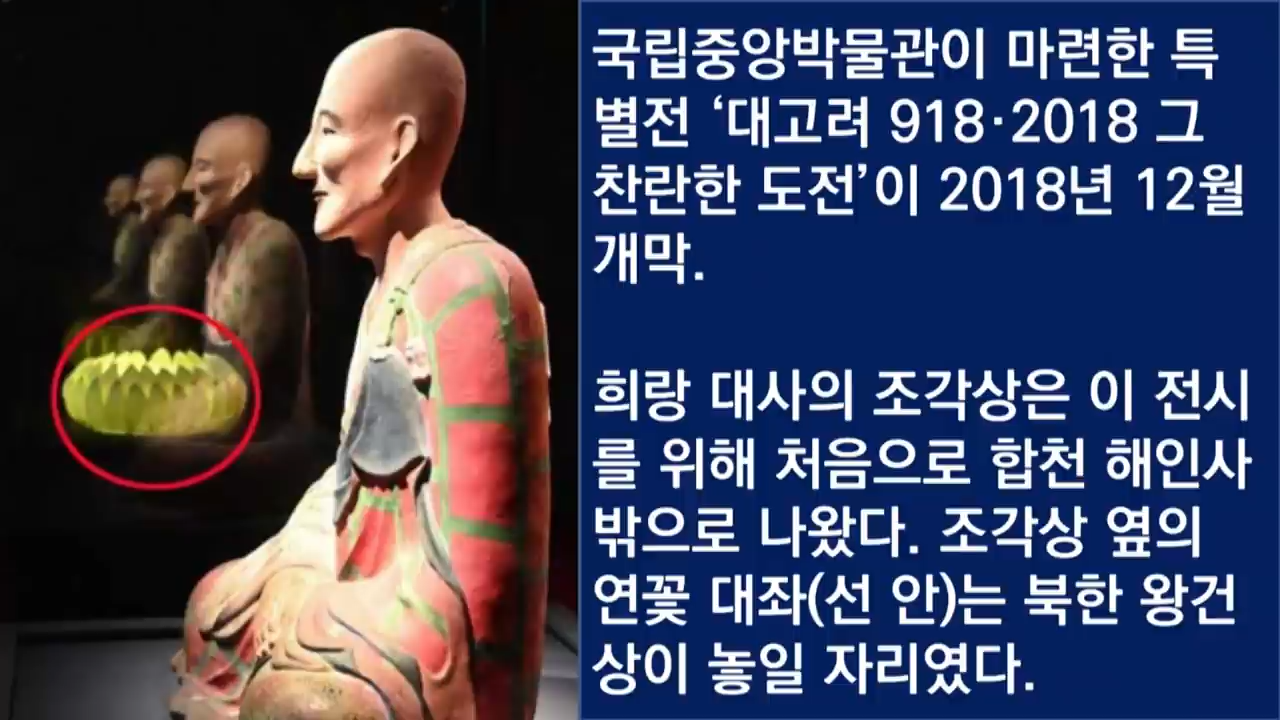 국립중앙박물관이 마련한 특
별전 ‘대고려 918·2018 그
찬란한 도전’이 2018년 12월
개막.
희랑 대사의 조각상은 이 전시
를 위해 처음으로 합천 해인사
밖으로 나왔다. 조각상 옆의
연꽃 대좌(선 안)는 북한 왕건
상이 놓일 자리였다.